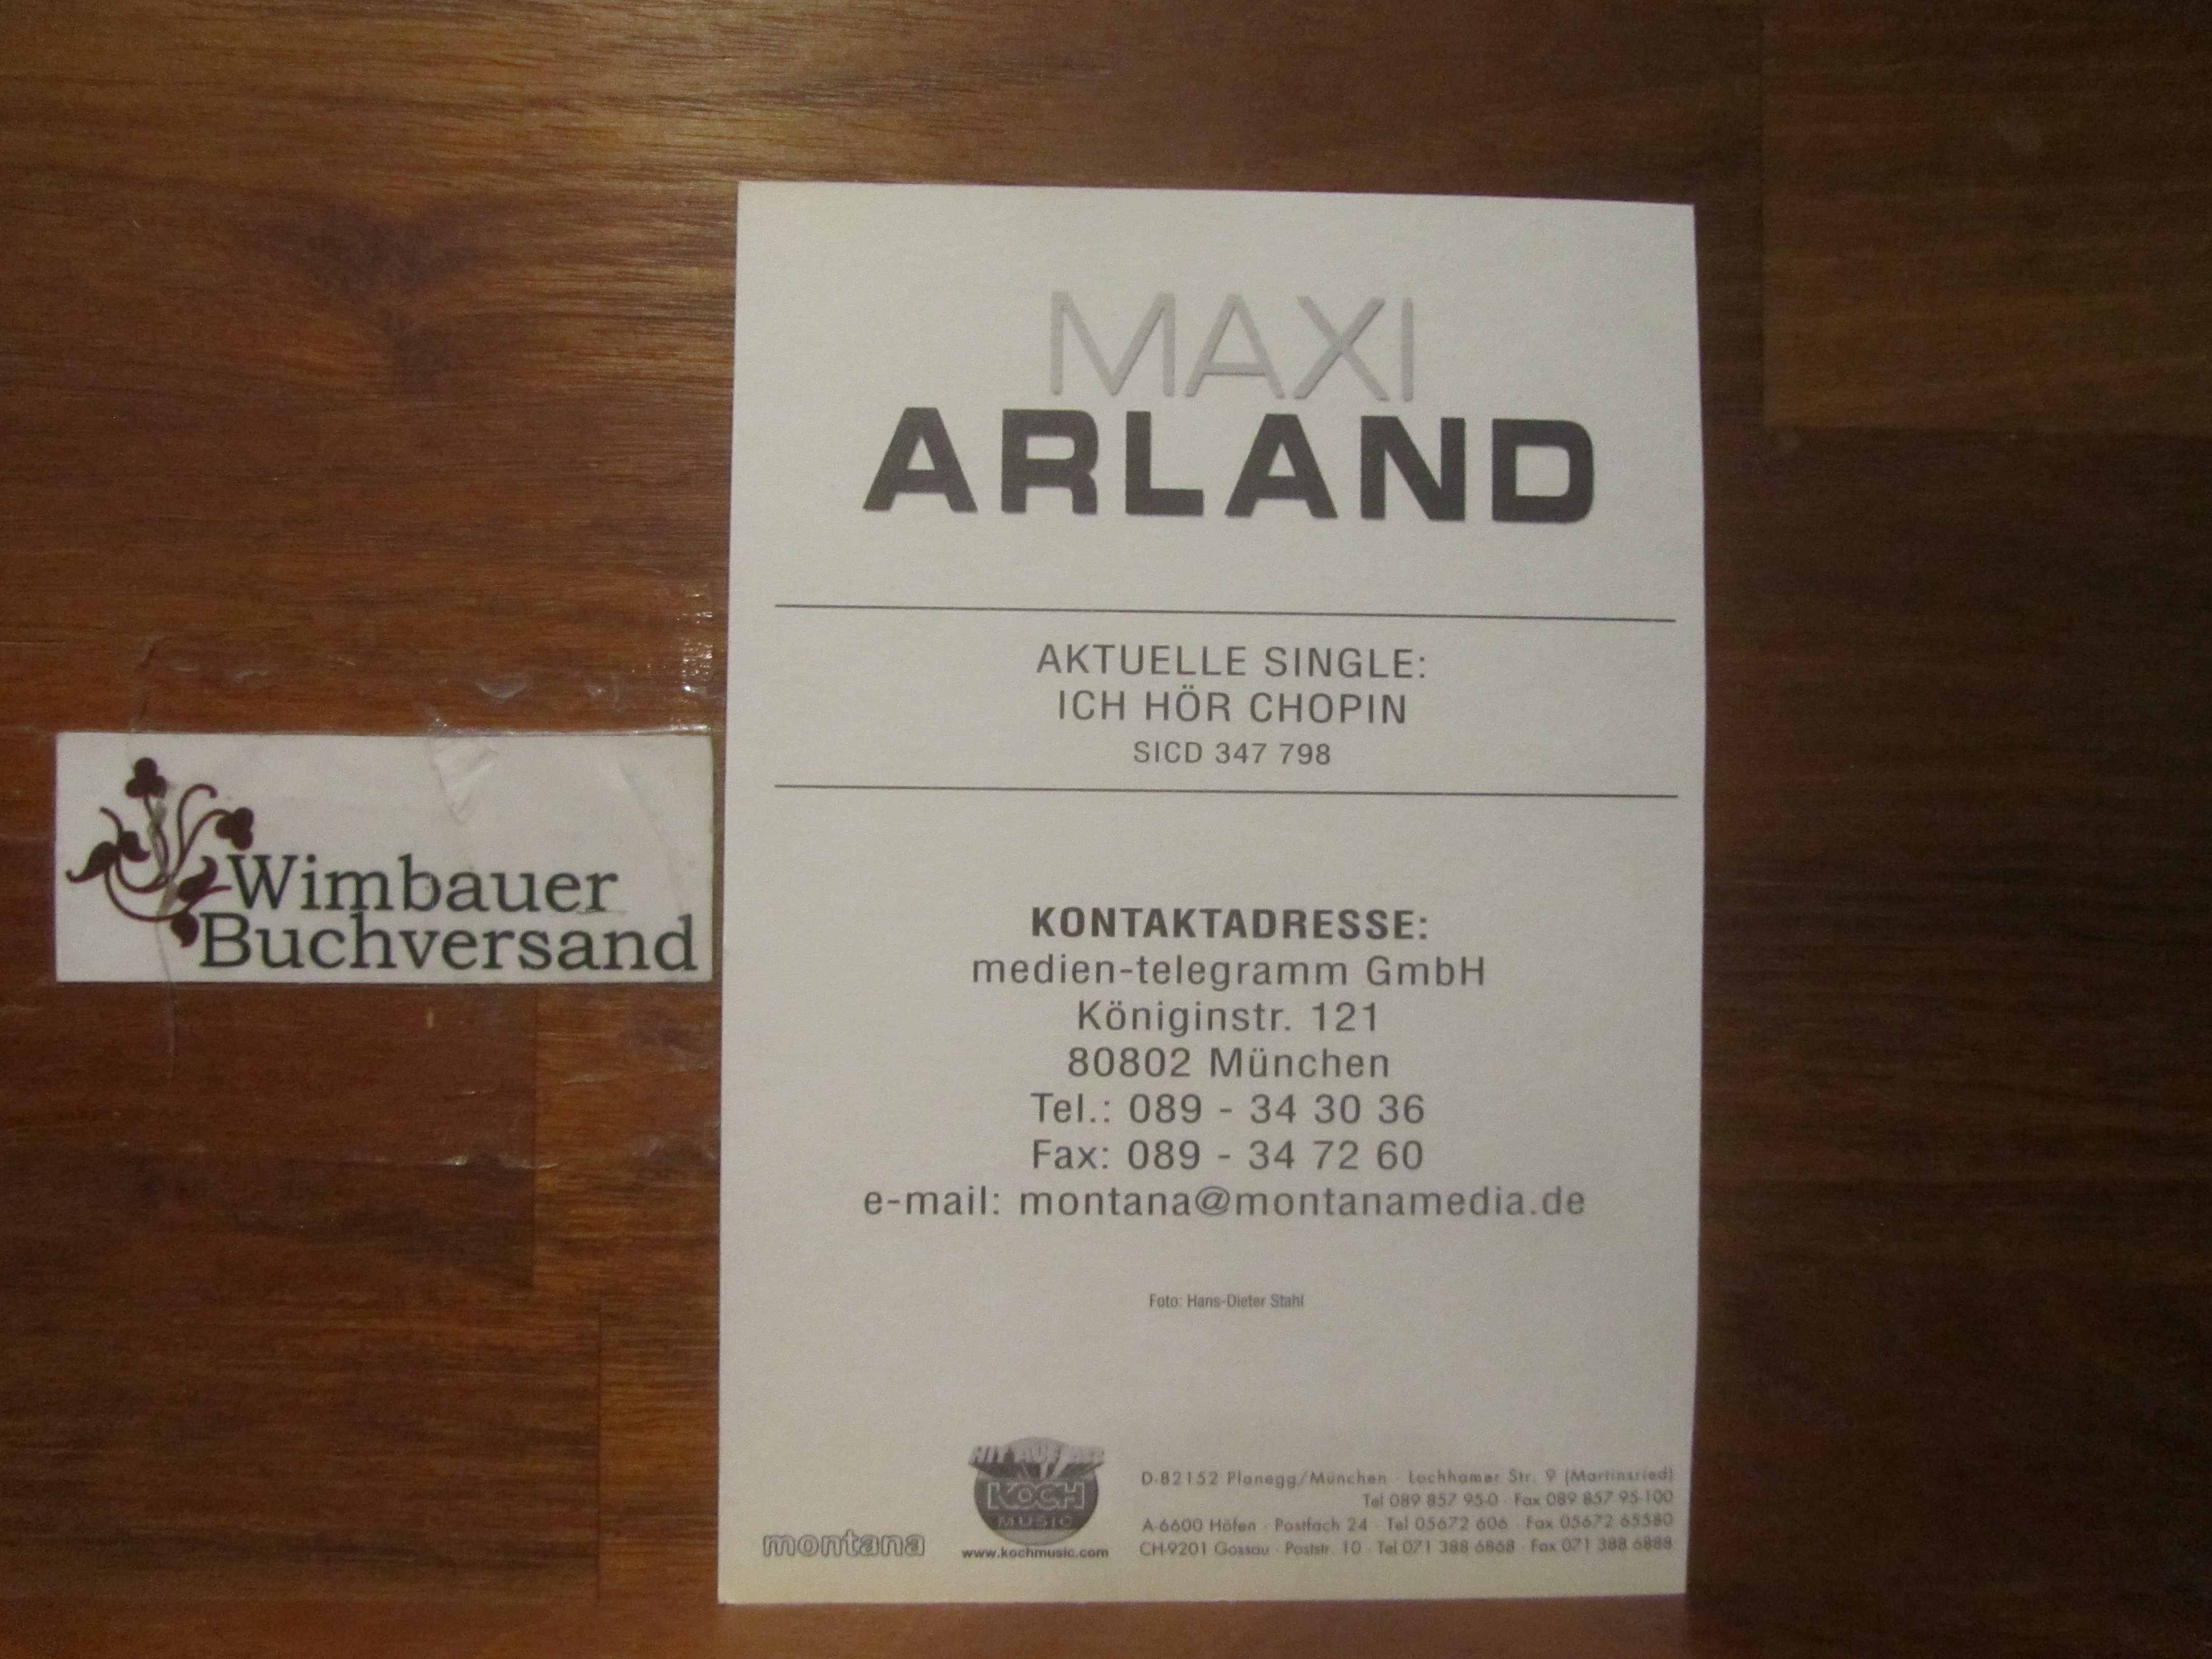 MAXI
ARLAND
AKTUELLE SINGLE:
ICH HÖR CHOPIN
SICD 347 798
Wimbauer
Buchversand
KONTAKTADRESSE:
medien-telegramm GmbH
Königinstr. 121
80802 München
Tel.: 089 - 34 30 36
Fax: 089 - 34 72 60
e-mail: montana@montanamedia.de
Foto: Hans-Dieter Stahl
montana
HIT AUF HIT
KOCH
MUSIC
www.kochmusic.com
D-82152 Planegg/München · Lochhamer Str. 9 (Martinsried)
Tel 089 857 95-0 · Fax 089 857 95-100
A-6600 Höfen · Postfach 24 · Tel 05672 606 · Fax 05672 65580
CH-9201 Gossau · Poststr. 10 · Tel 071 388 6868 · Fax 071 388 6888